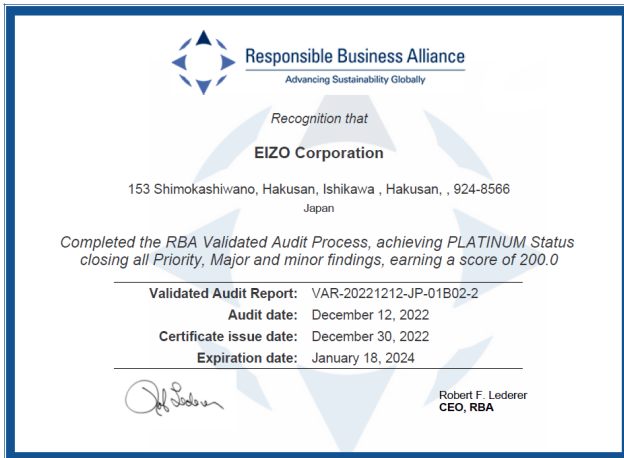 Responsible Business Alliance
Advancing Sustainability Globally
Recognition that
EIZO Corporation
153 Shimokashiwano, Hakusan, Ishikawa , Hakusan, , 924-8566
Japan
Completed the RBA Validated Audit Process, achieving PLATINUM Status
closing all Priority, Major and minor findings, earning a score of 200.0
Validated Audit Report: VAR-20221212-JP-01B02-2
Audit date: December 12, 2022
Certificate issue date: December 30, 2022
Expiration date: January 18, 2024
Rob Lederer
Robert F. Lederer
CEO, RBA